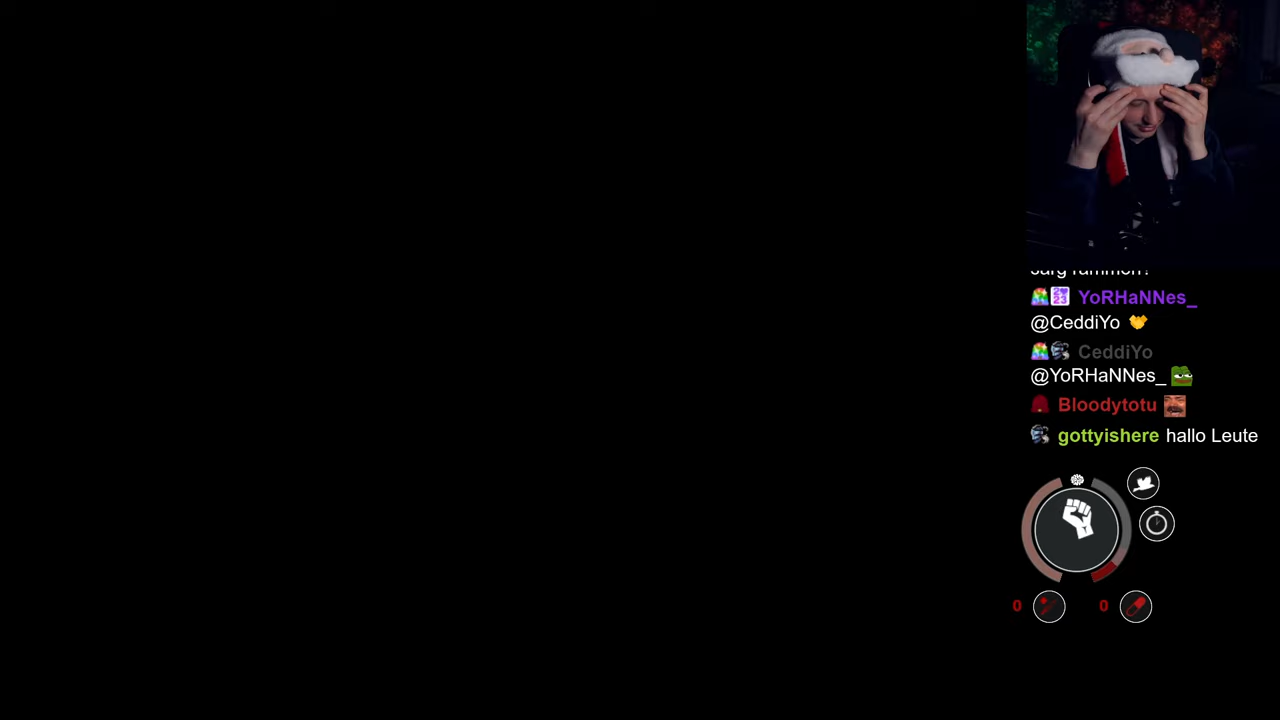 YoRHaNNes_
@CeddiYo
CeddiYo
@YoRHaNNes_
Bloodytotu
gottyishere hallo Leute
0 0